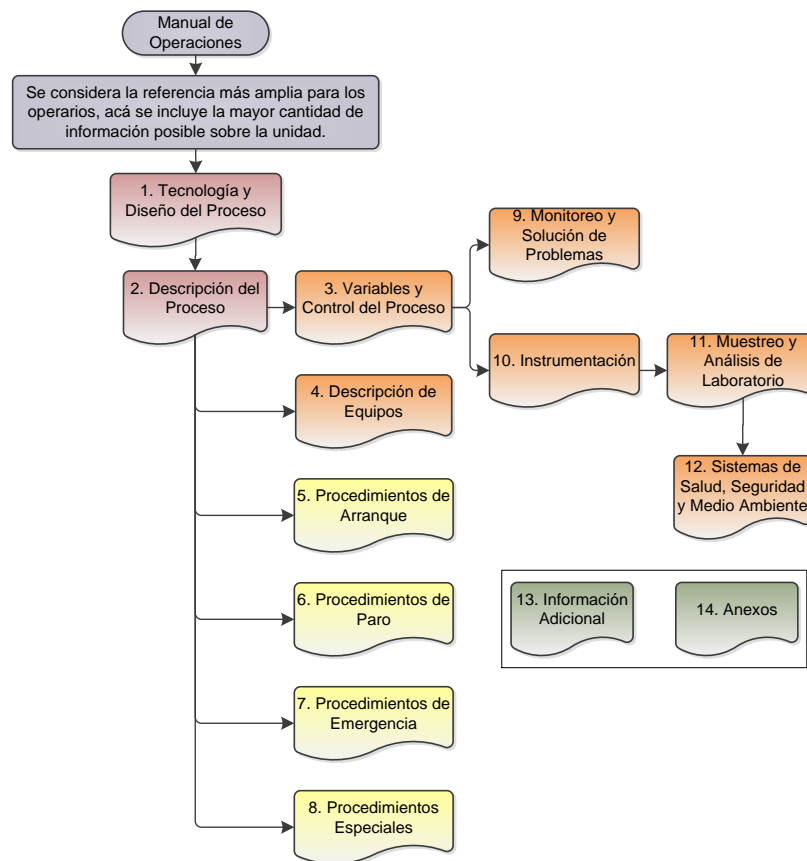 Manual de
Operaciones
Se considera la referencia más amplia para los
operarios, acá se incluye la mayor cantidad de
información posible sobre la unidad.
1. Tecnología y
Diseño del Proceso
2. Descripción del
Proceso
3. Variables y
Control del Proceso
9. Monitoreo y
Solución de
Problemas
10. Instrumentación
11. Muestreo y
Análisis de
Laboratorio
12. Sistemas de
Salud, Seguridad
y Medio Ambiente
4. Descripción de
Equipos
5. Procedimientos de
Arranque
6. Procedimientos de
Paro
7. Procedimientos de
Emergencia
8. Procedimientos
Especiales
13. Información
Adicional
14. Anexos